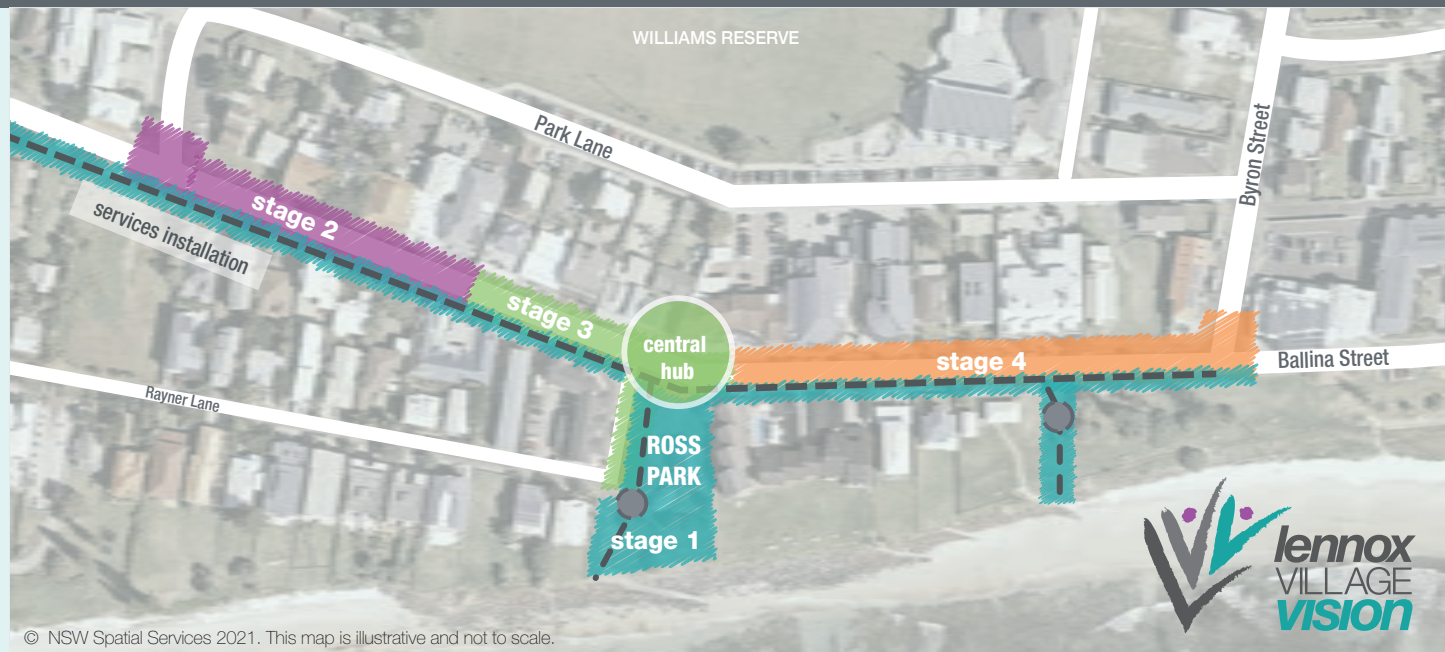 WILLIAMS RESERVE
Park Lane
Byron Street
stage 2
services installation
stage 3
central
hub
stage 4
Ballina Street
Rayner Lane
ROSS
PARK
stage 1
lennox
VILLAGE
vision
© NSW Spatial Services 2021. This map is illustrative and not to scale.